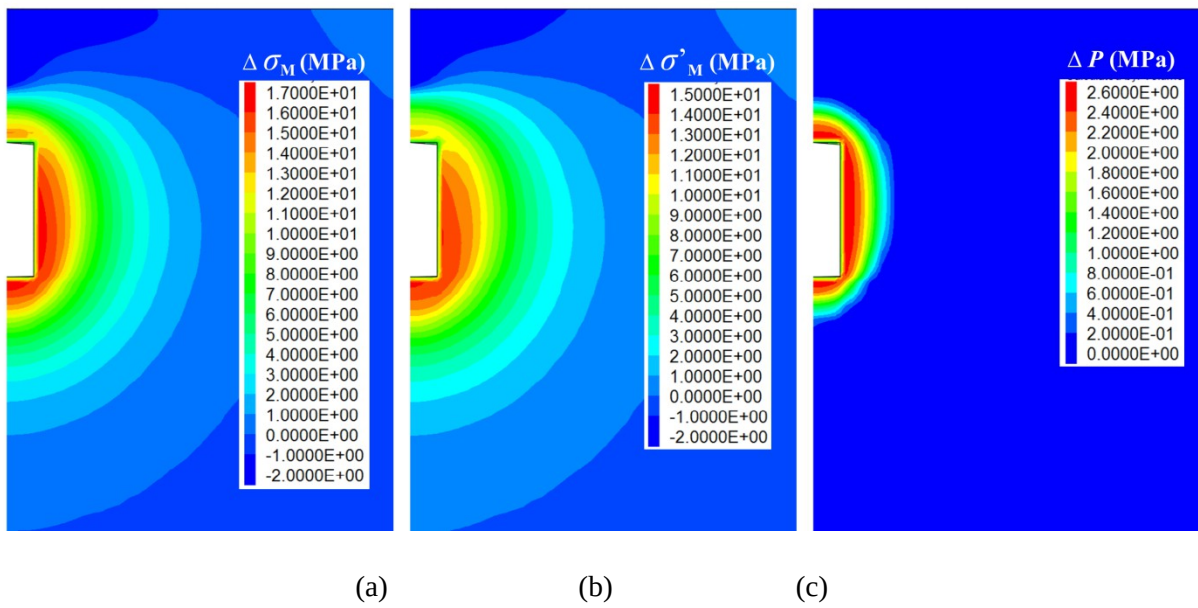 Δ σM (MPa)
1.7000E+01
1.6000E+01
1.5000E+01
1.4000E+01
1.3000E+01
1.2000E+01
1.1000E+01
1.0000E+01
9.0000E+00
8.0000E+00
7.0000E+00
6.0000E+00
5.0000E+00
4.0000E+00
3.0000E+00
2.0000E+00
1.0000E+00
0.0000E+00
-1.0000E+00
-2.0000E+00
Δ σ’M (MPa)
1.5000E+01
1.4000E+01
1.3000E+01
1.2000E+01
1.1000E+01
1.0000E+01
9.0000E+00
8.0000E+00
7.0000E+00
6.0000E+00
5.0000E+00
4.0000E+00
3.0000E+00
2.0000E+00
1.0000E+00
0.0000E+00
-1.0000E+00
-2.0000E+00
Δ P (MPa)
2.6000E+00
2.4000E+00
2.2000E+00
2.0000E+00
1.8000E+00
1.6000E+00
1.4000E+00
1.2000E+00
1.0000E+00
8.0000E-01
6.0000E-01
4.0000E-01
2.0000E-01
0.0000E+00
(a) (b) (c)